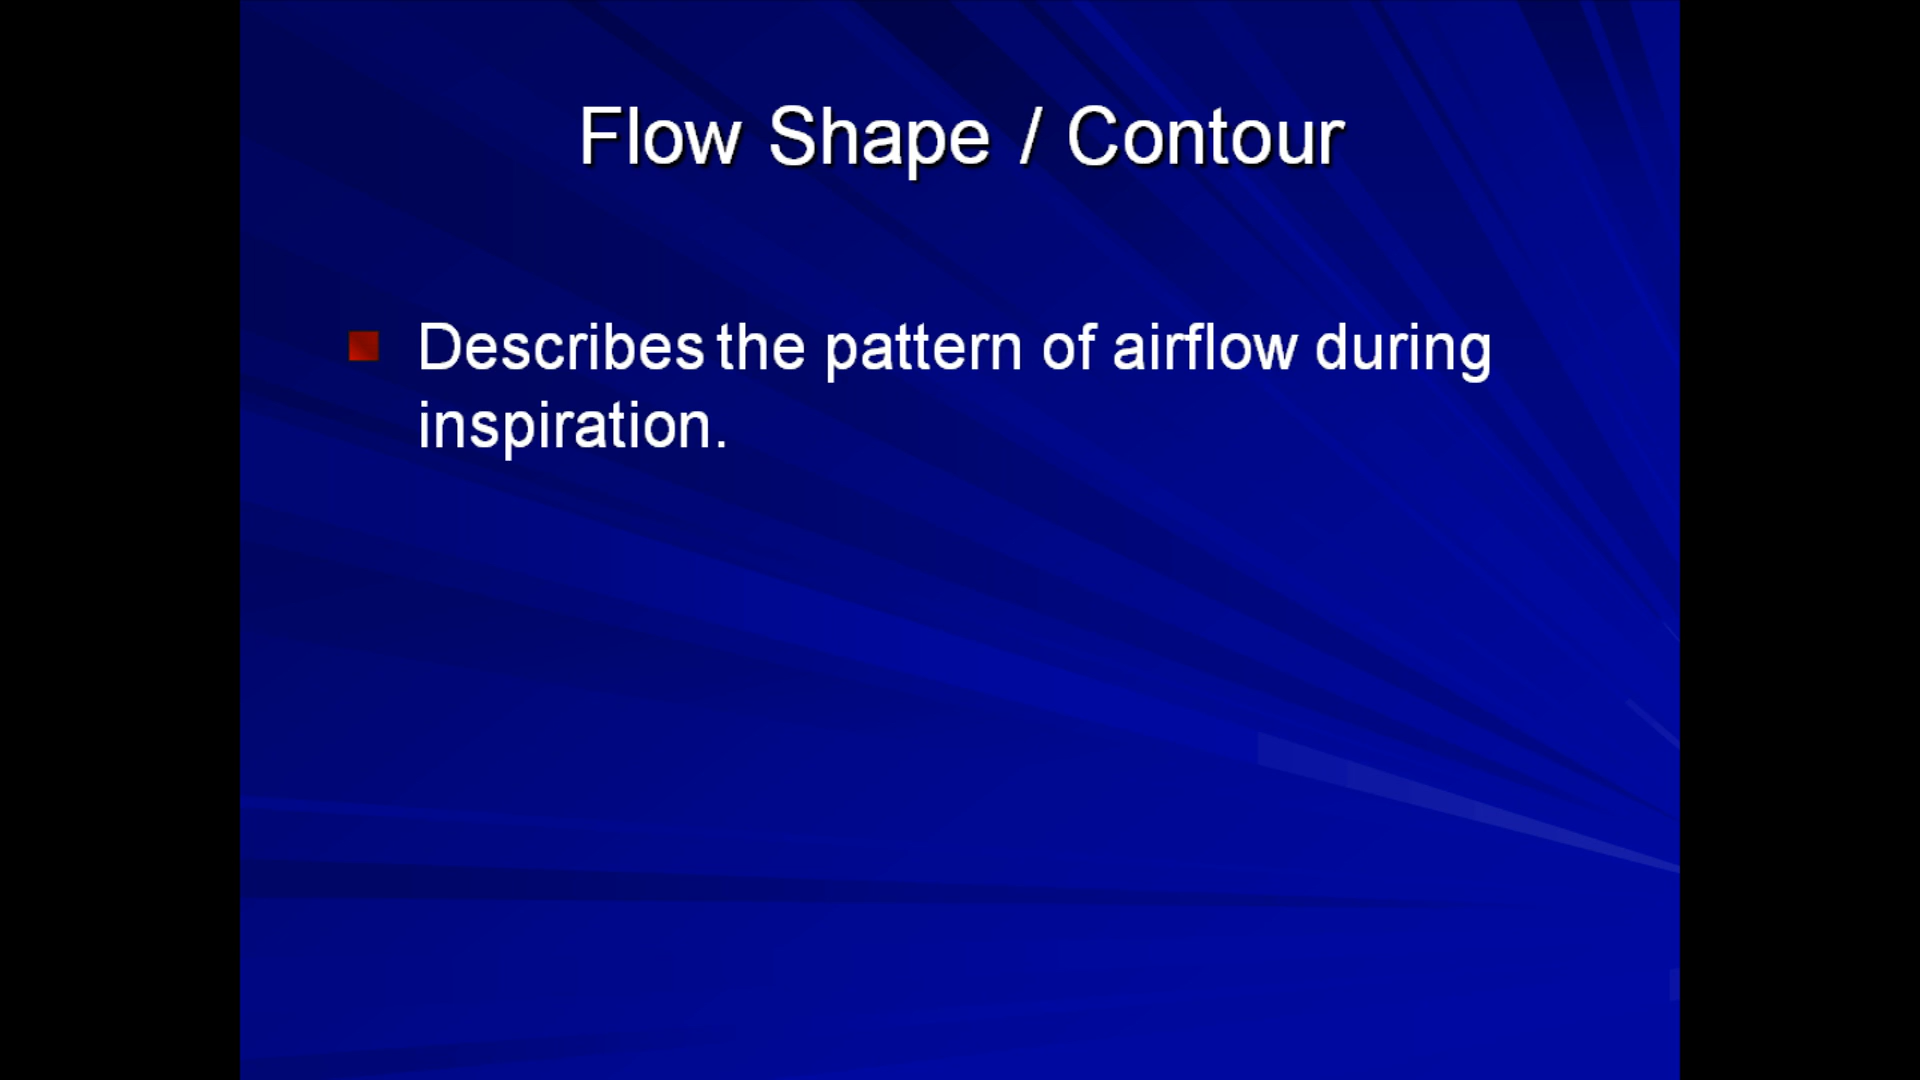 Flow Shape / Contour
Describes the pattern of airflow during
inspiration.